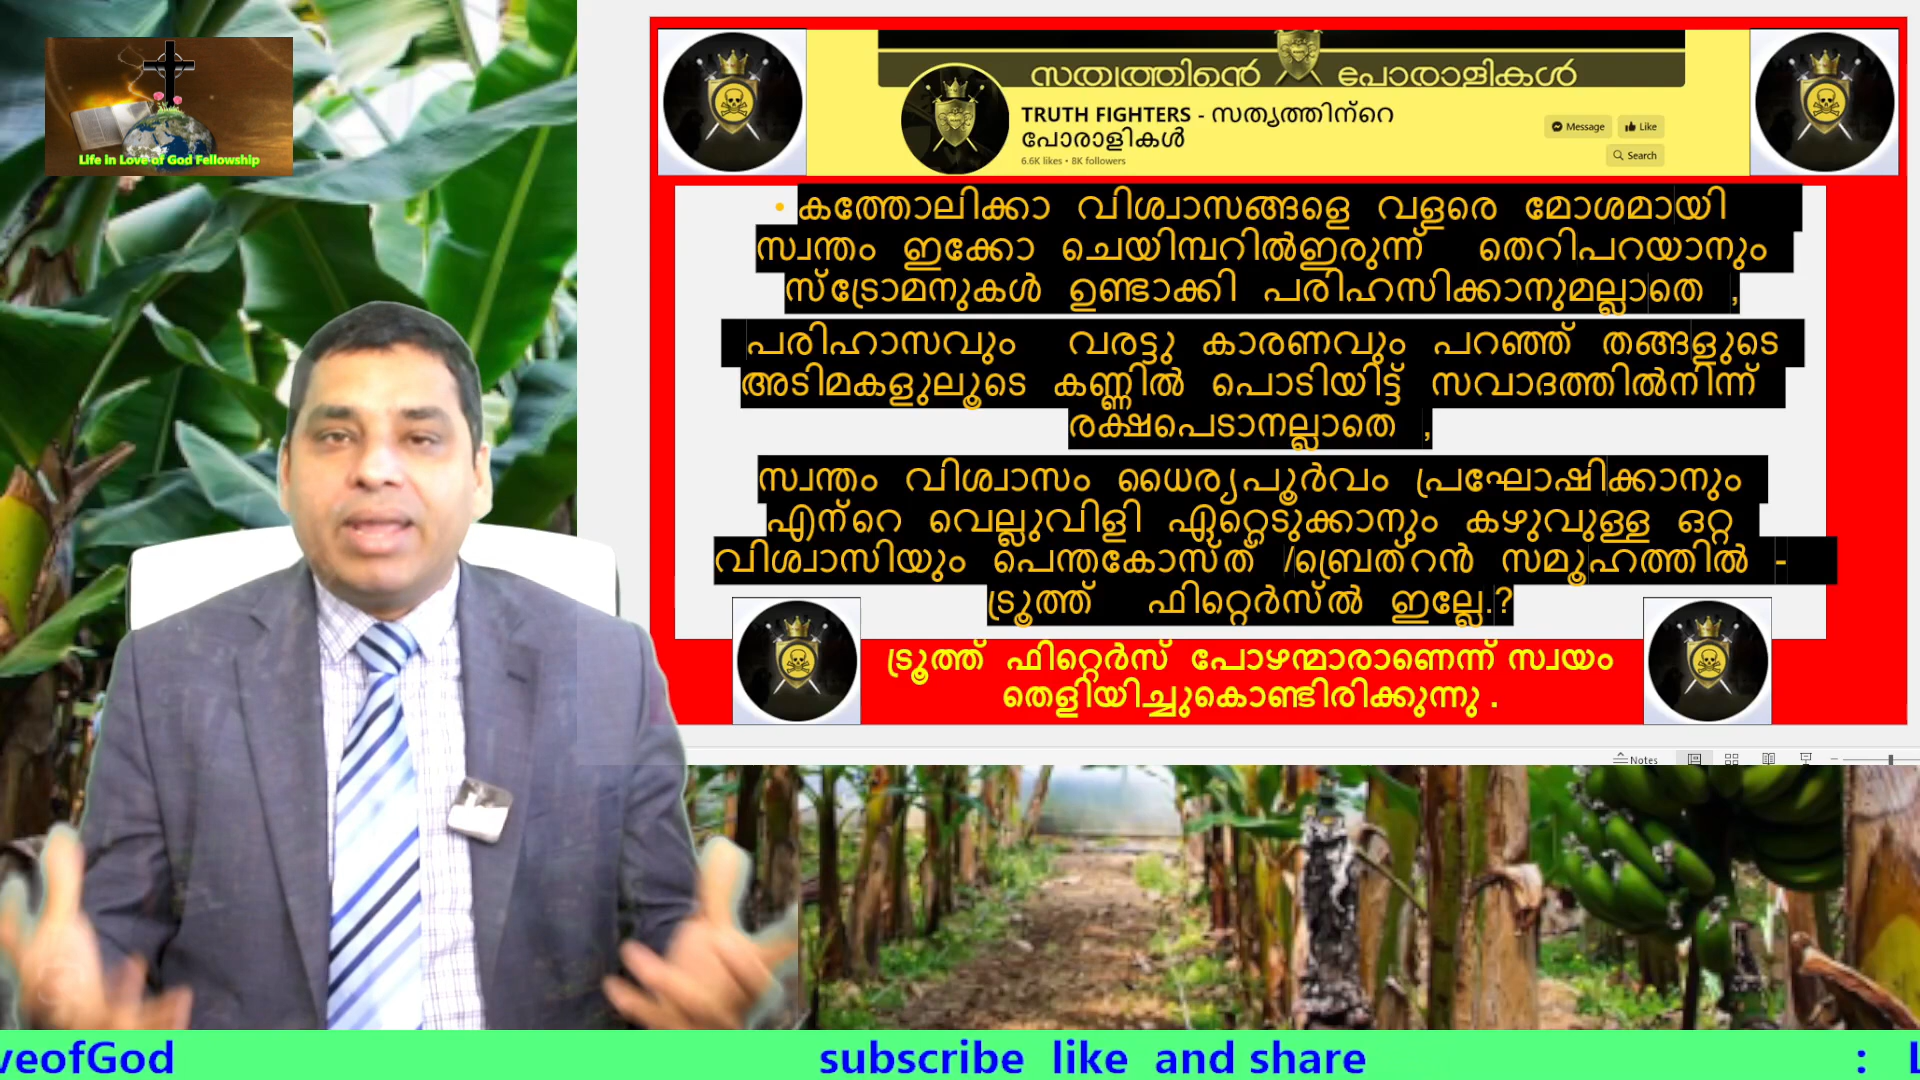 Life in Love of God Fellowship
സത്യത്തിന്റെ പോരാളികൾ
TRUTH FIGHTERS - സത്യത്തിന്റെ
പോരാളികൾ
6.6K likes • 8K followers
Message
Like
Search
• കത്തോലിക്കാ വിശ്വാസങ്ങളെ വളരെ മോശമായി
സ്വന്തം ഇക്കോ ചെയിമ്പറിൽഇരുന്ന് തെറിപറയാനും
സ്ട്രോമനുകൾ ഉണ്ടാക്കി പരിഹസിക്കാനുമല്ലാതെ ,
പരിഹാസവും വരട്ടു കാരണവും പറഞ്ഞ് തങ്ങളുടെ
അടിമകളുലൂടെ കണ്ണിൽ പൊടിയിട്ട് സവാദത്തിൽനിന്ന്
രക്ഷപെടാനല്ലാതെ ,
സ്വന്തം വിശ്വാസം ധൈര്യപൂർവം പ്രഘോഷിക്കാനും
എന്റെ വെല്ലുവിളി ഏറ്റെടുക്കാനും കഴുവുള്ള ഒറ്റ
വിശ്വാസിയും പെന്തകോസ്ത് /ബ്രെത്റൻ സമൂഹത്തിൽ -
ട്രൂത്ത് ഫിറ്റെർസ്ൽ ഇല്ലേ.?
ട്രൂത്ത് ഫിറ്റെർസ് പോഴന്മാരാണെന്ന് സ്വയം
തെളിയിച്ചുകൊണ്ടിരിക്കുന്നു .
Notes
veofGod subscribe like and share : L